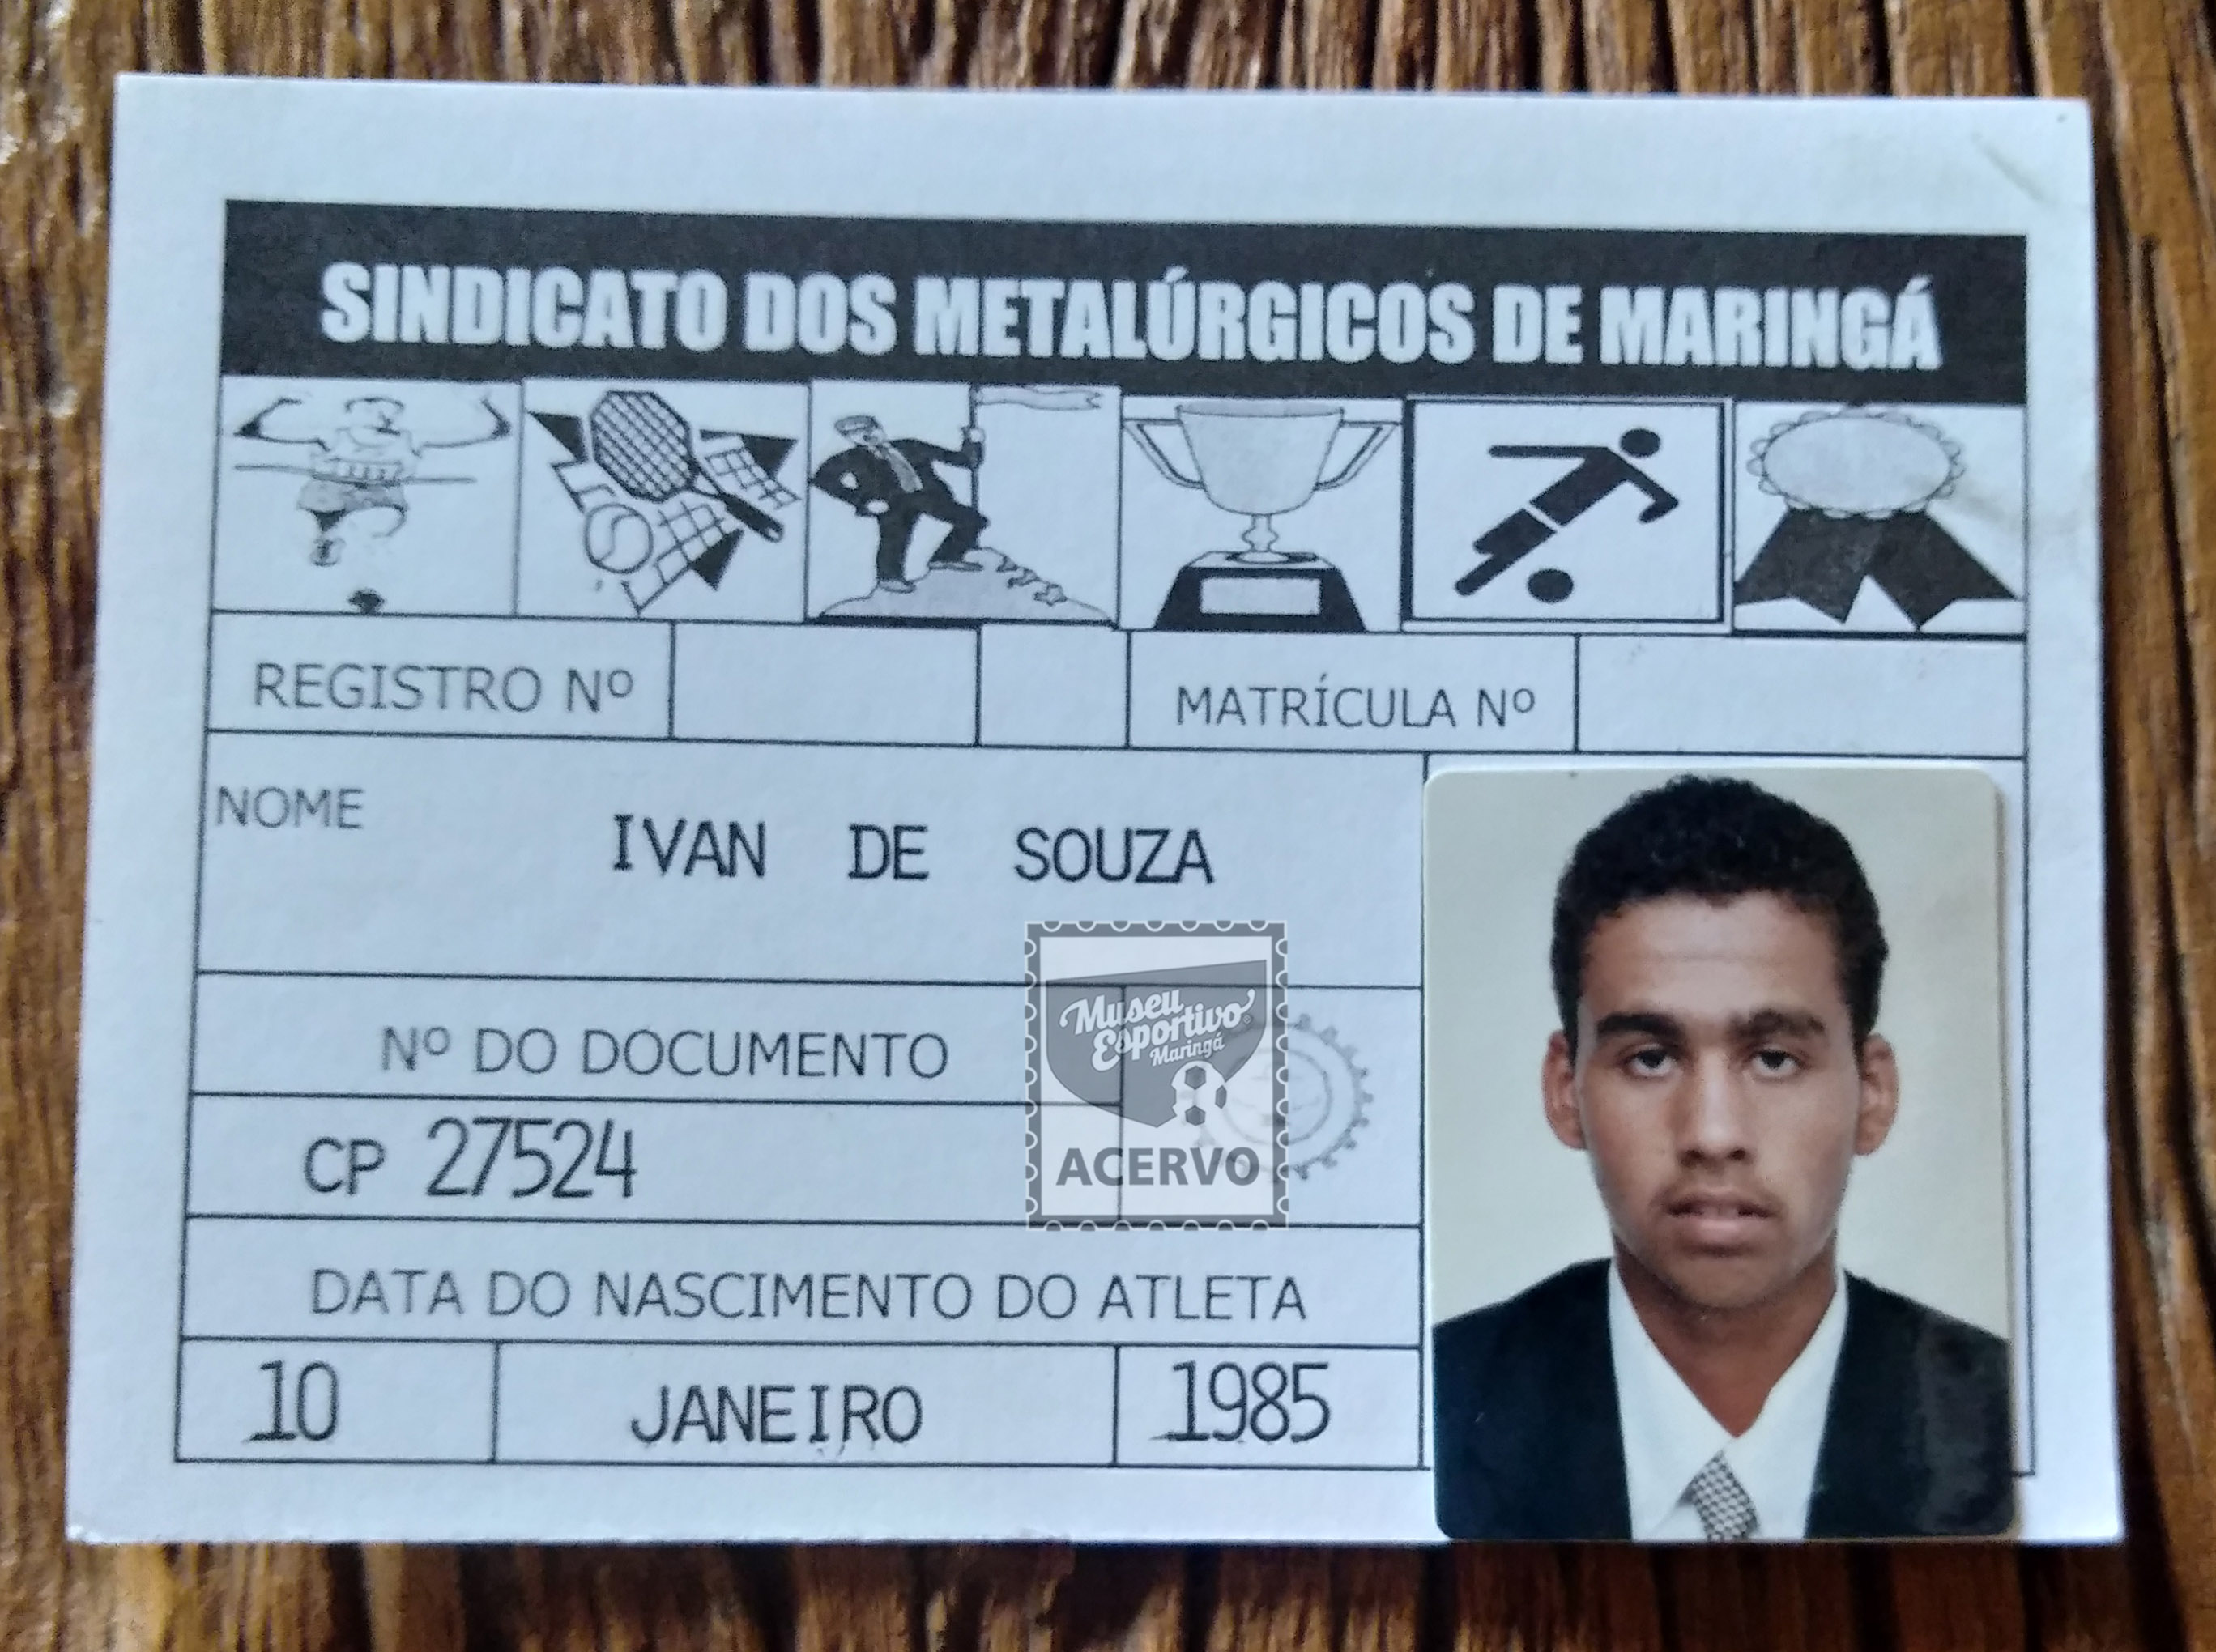 SINDICATO DOS METALÚRGICOS DE MARINGÁ
REGISTRO Nº
MATRÍCULA Nº
NOME
IVAN DE SOUZA
Nº DO DOCUMENTO
CP 27524
DATA DO NASCIMENTO DO ATLETA
10 JANEIRO 1985
Museu
Esportivo
Maringá
ACERVO